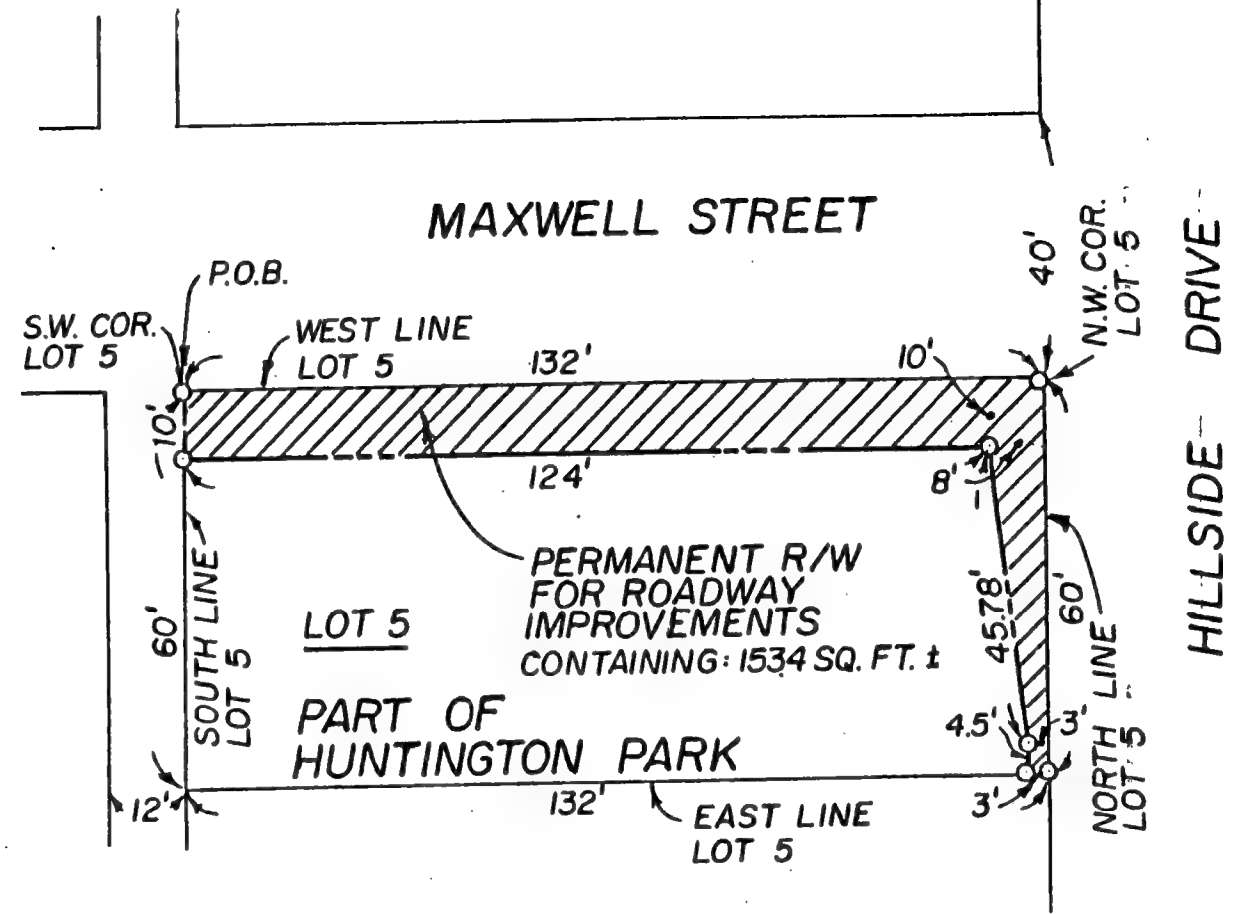 MAXWELL STREET
40'
N.W. COR.
LOT 5
HILLSIDE DRIVE
P.O.B.
S.W. COR.
LOT 5
WEST LINE
LOT 5
132'
10'
10'
124'
8'
PERMANENT R/W
FOR ROADWAY
IMPROVEMENTS
CONTAINING: 1534 SQ. FT. ±
60'
SOUTH LINE
LOT 5
LOT 5
45.78'
60'
NORTH LINE
LOT 5
PART OF
HUNTINGTON PARK
4.5'
3'
12'
132'
3'
EAST LINE
LOT 5